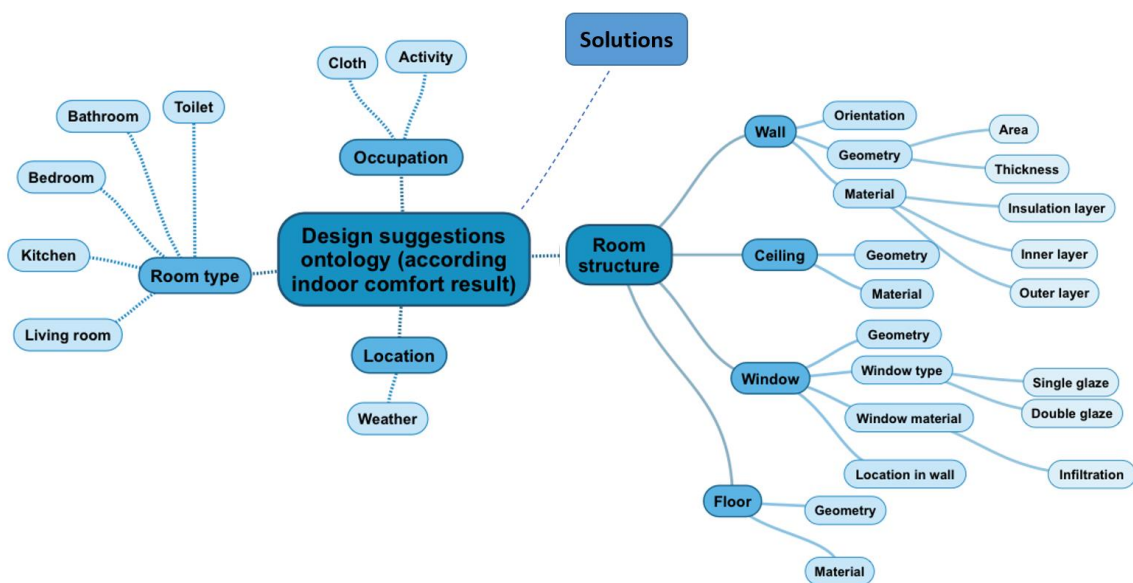 Solutions
Cloth
Activity
Occupation
Toilet
Bathroom
Bedroom
Kitchen
Living room
Room type
Design suggestions
ontology (according
indoor comfort result)
Location
Weather
Room
structure
Wall
Orientation
Geometry
Area
Thickness
Material
Insulation layer
Inner layer
Outer layer
Ceiling
Geometry
Material
Window
Geometry
Window type
Single glaze
Double glaze
Window material
Infiltration
Location in wall
Floor
Geometry
Material